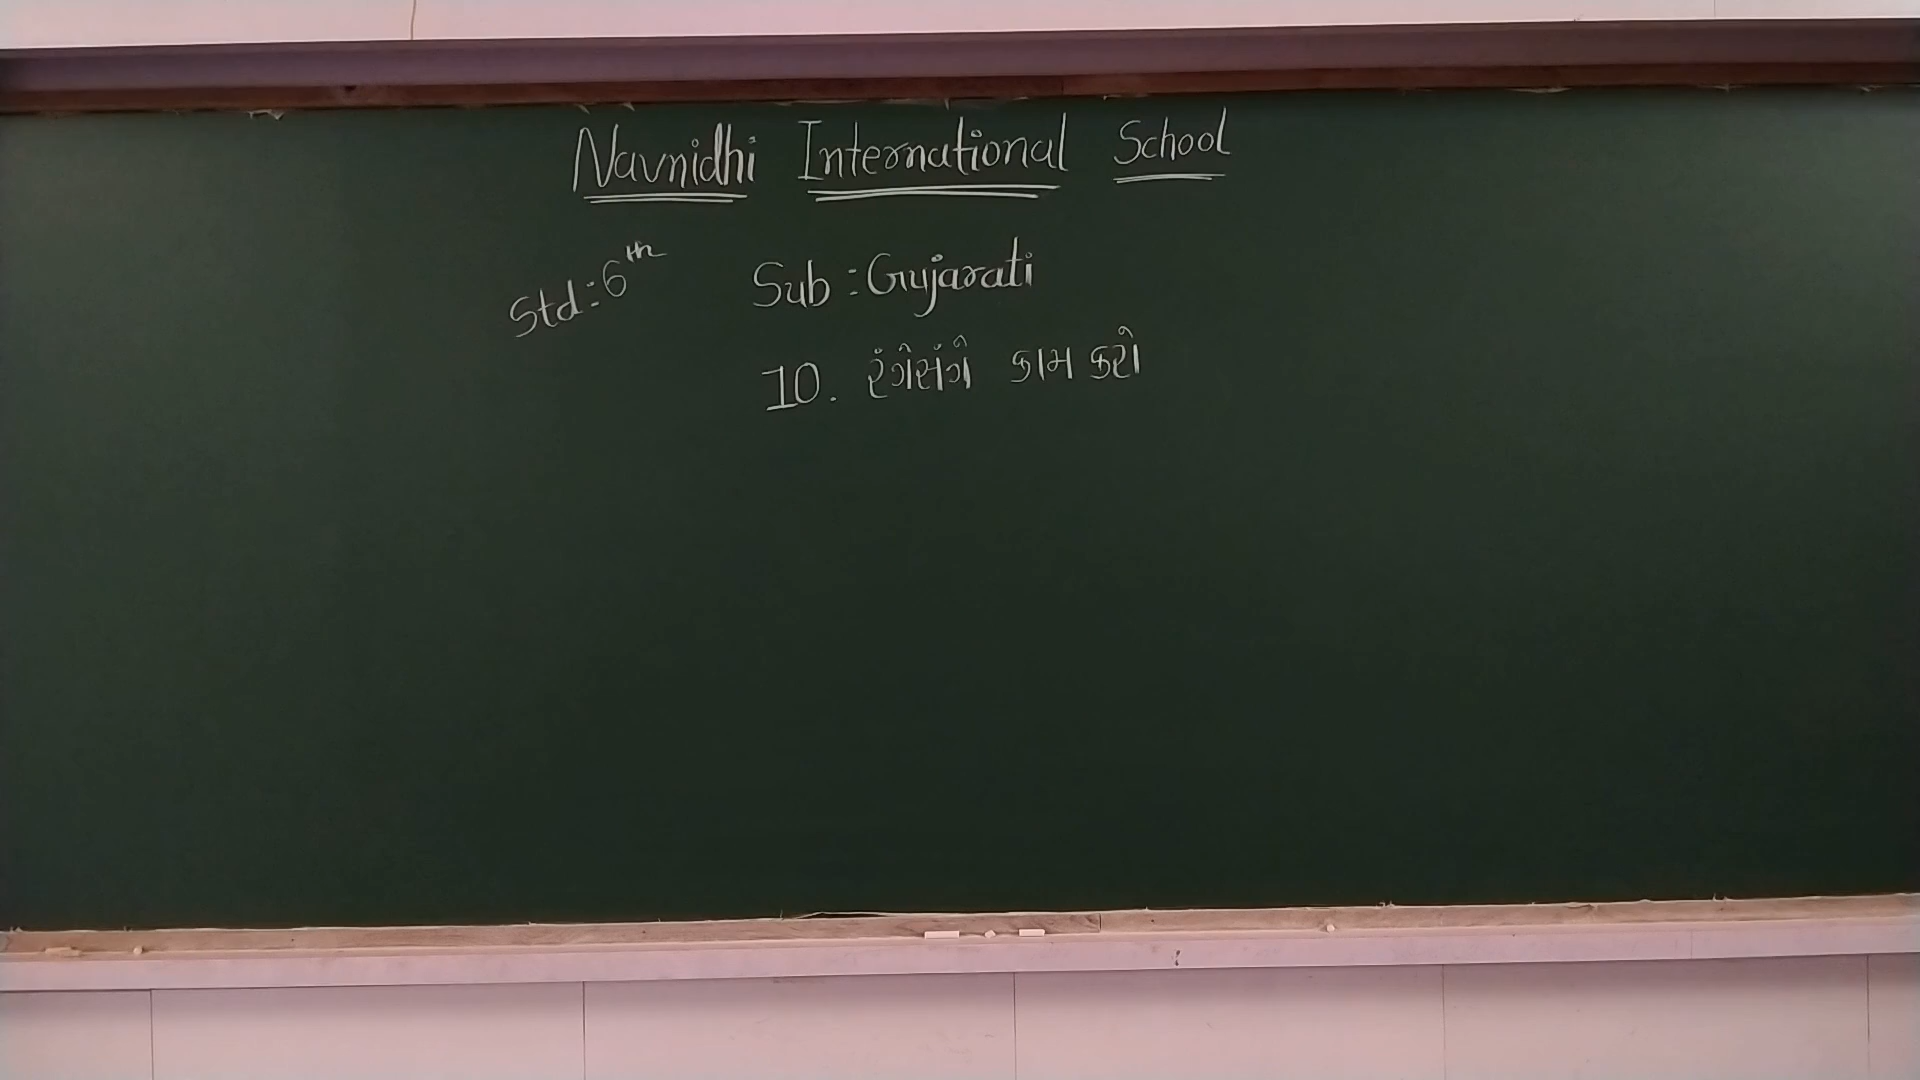 Navnidhi International School
Std: 6th Sub : Gujarati
10. રંગેસંગે કામ કરો